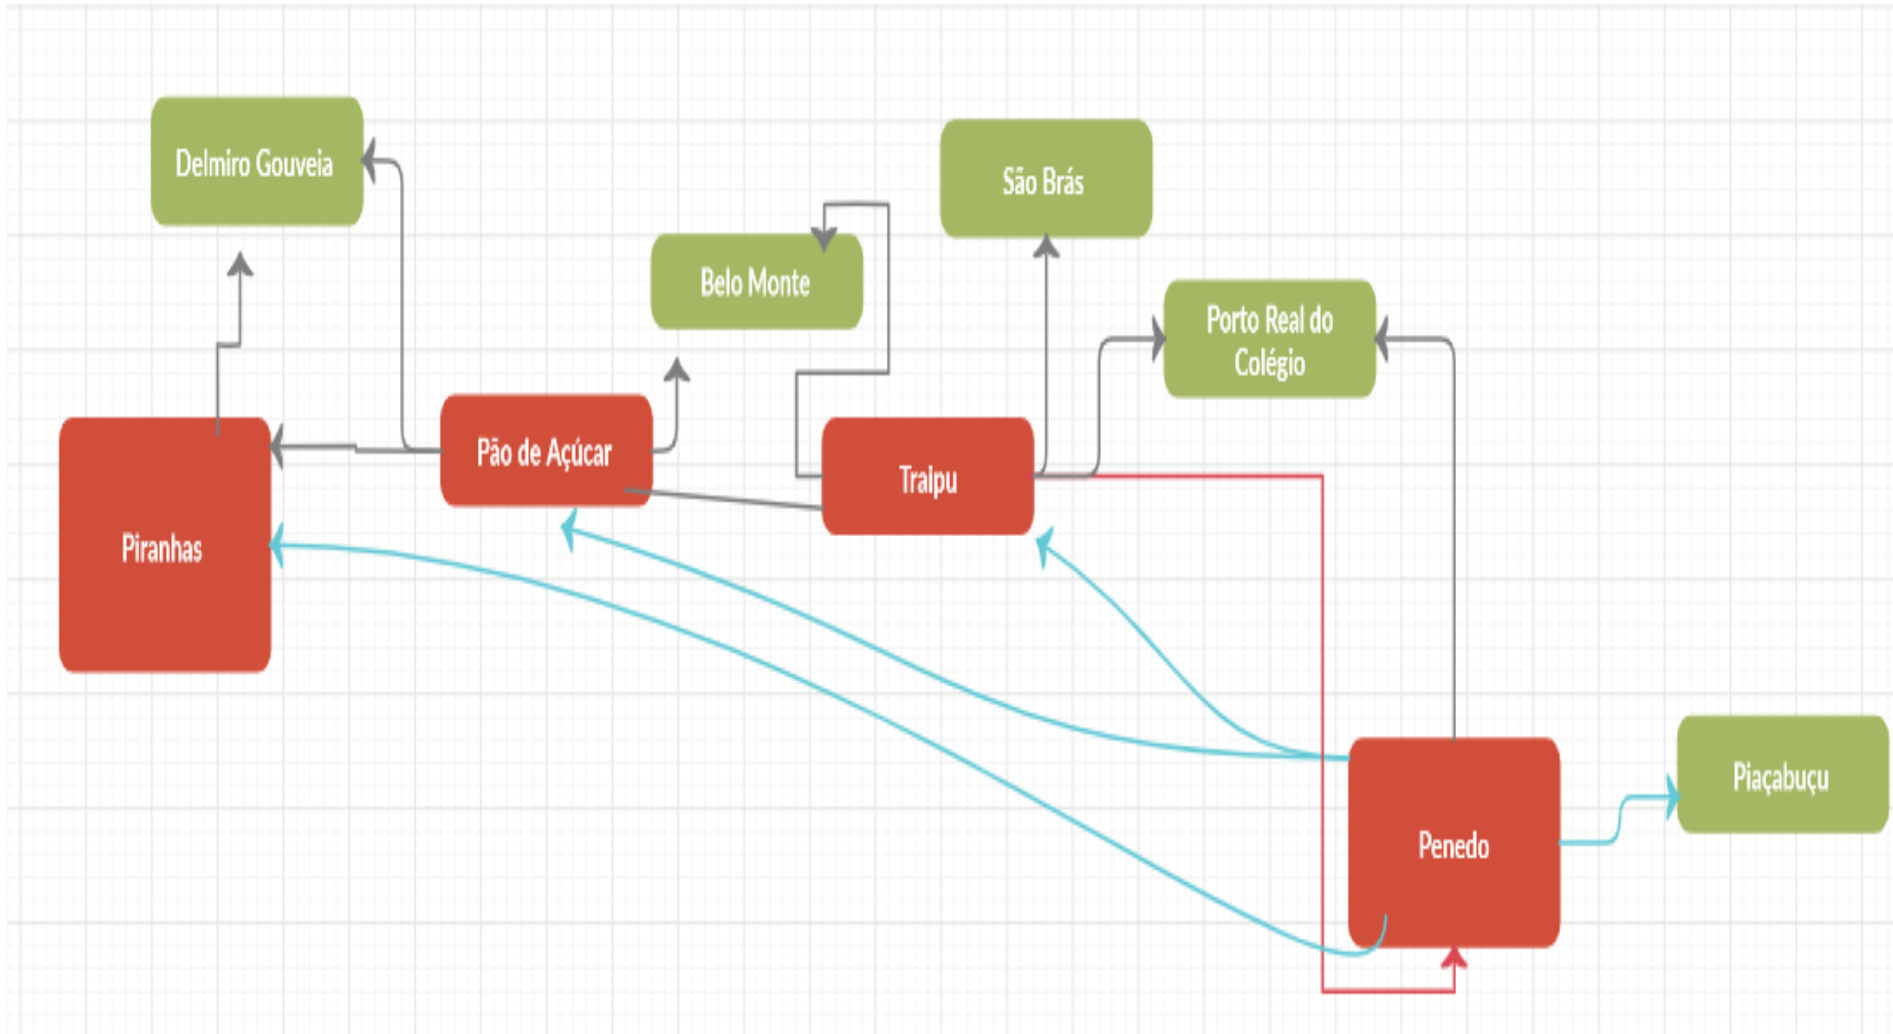 Delmiro Gouveia
São Brás
Belo Monte
Porto Real do
Colégio
Pão de Açúcar
Traipu
Piranhas
Piaçabuçu
Penedo